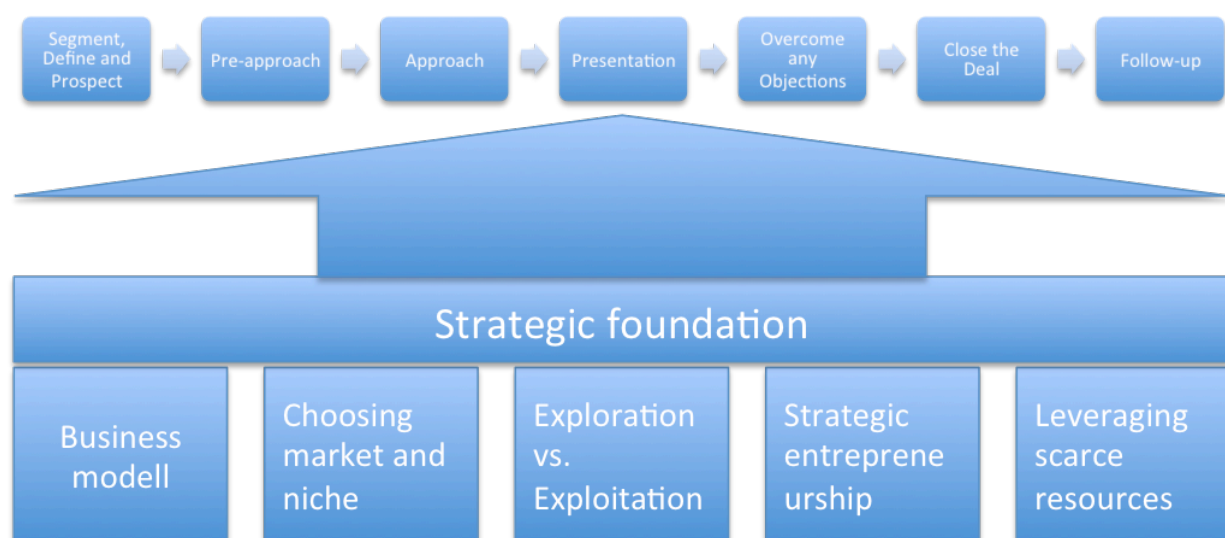 Segment,
Define and
Prospect
Pre-approach
Approach
Presentation
Overcome
any
Objections
Close the
Deal
Follow-up
Strategic foundation
Business
modell
Choosing
market and
niche
Exploration
vs.
Exploitation
Strategic
entreprene
urship
Leveraging
scarce
resources